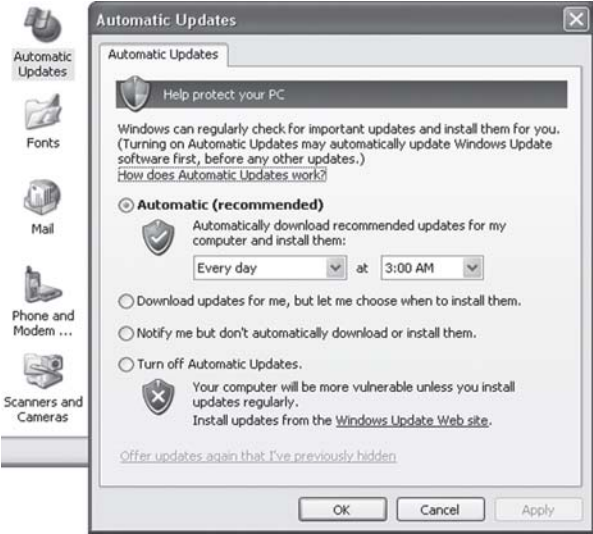 Automatic
Updates
Fonts
Mail
Phone and
Modem ...
Scanners and
Cameras
Automatic Updates
Automatic Updates
Help protect your PC
Windows can regularly check for important updates and install them for you.
(Turning on Automatic Updates may automatically update Windows Update
software first, before any other updates.)
How does Automatic Updates work?
Automatic (recommended)
Automatically download recommended updates for my
computer and install them:
Every day at 3:00 AM
Download updates for me, but let me choose when to install them.
Notify me but don't automatically download or install them.
Turn off Automatic Updates.
Your computer will be more vulnerable unless you install
updates regularly.
Install updates from the Windows Update Web site.
Offer updates again that I've previously hidden
OK Cancel Apply